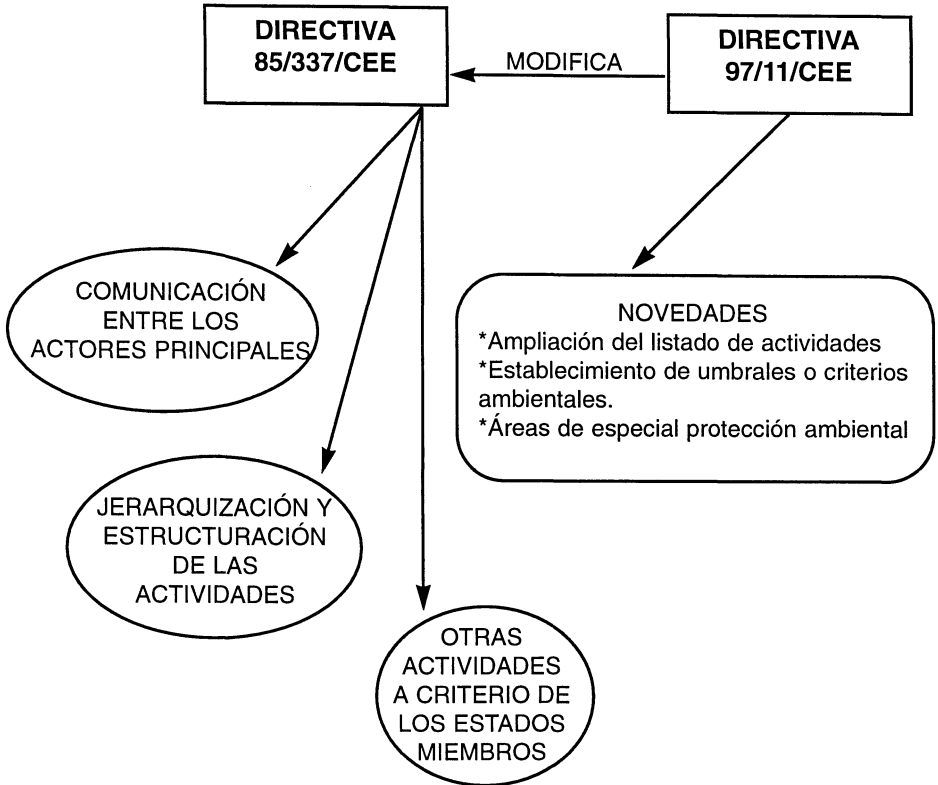 DIRECTIVA
85/337/CEE
MODIFICA
DIRECTIVA
97/11/CEE
COMUNICACIÓN
ENTRE LOS
ACTORES PRINCIPALES
NOVEDADES
*Ampliación del listado de actividades
*Establecimiento de umbrales o criterios
ambientales.
*Áreas de especial protección ambiental
JERARQUIZACIÓN Y
ESTRUCTURACIÓN
DE LAS
ACTIVIDADES
OTRAS
ACTIVIDADES
A CRITERIO DE
LOS ESTADOS
MIEMBROS